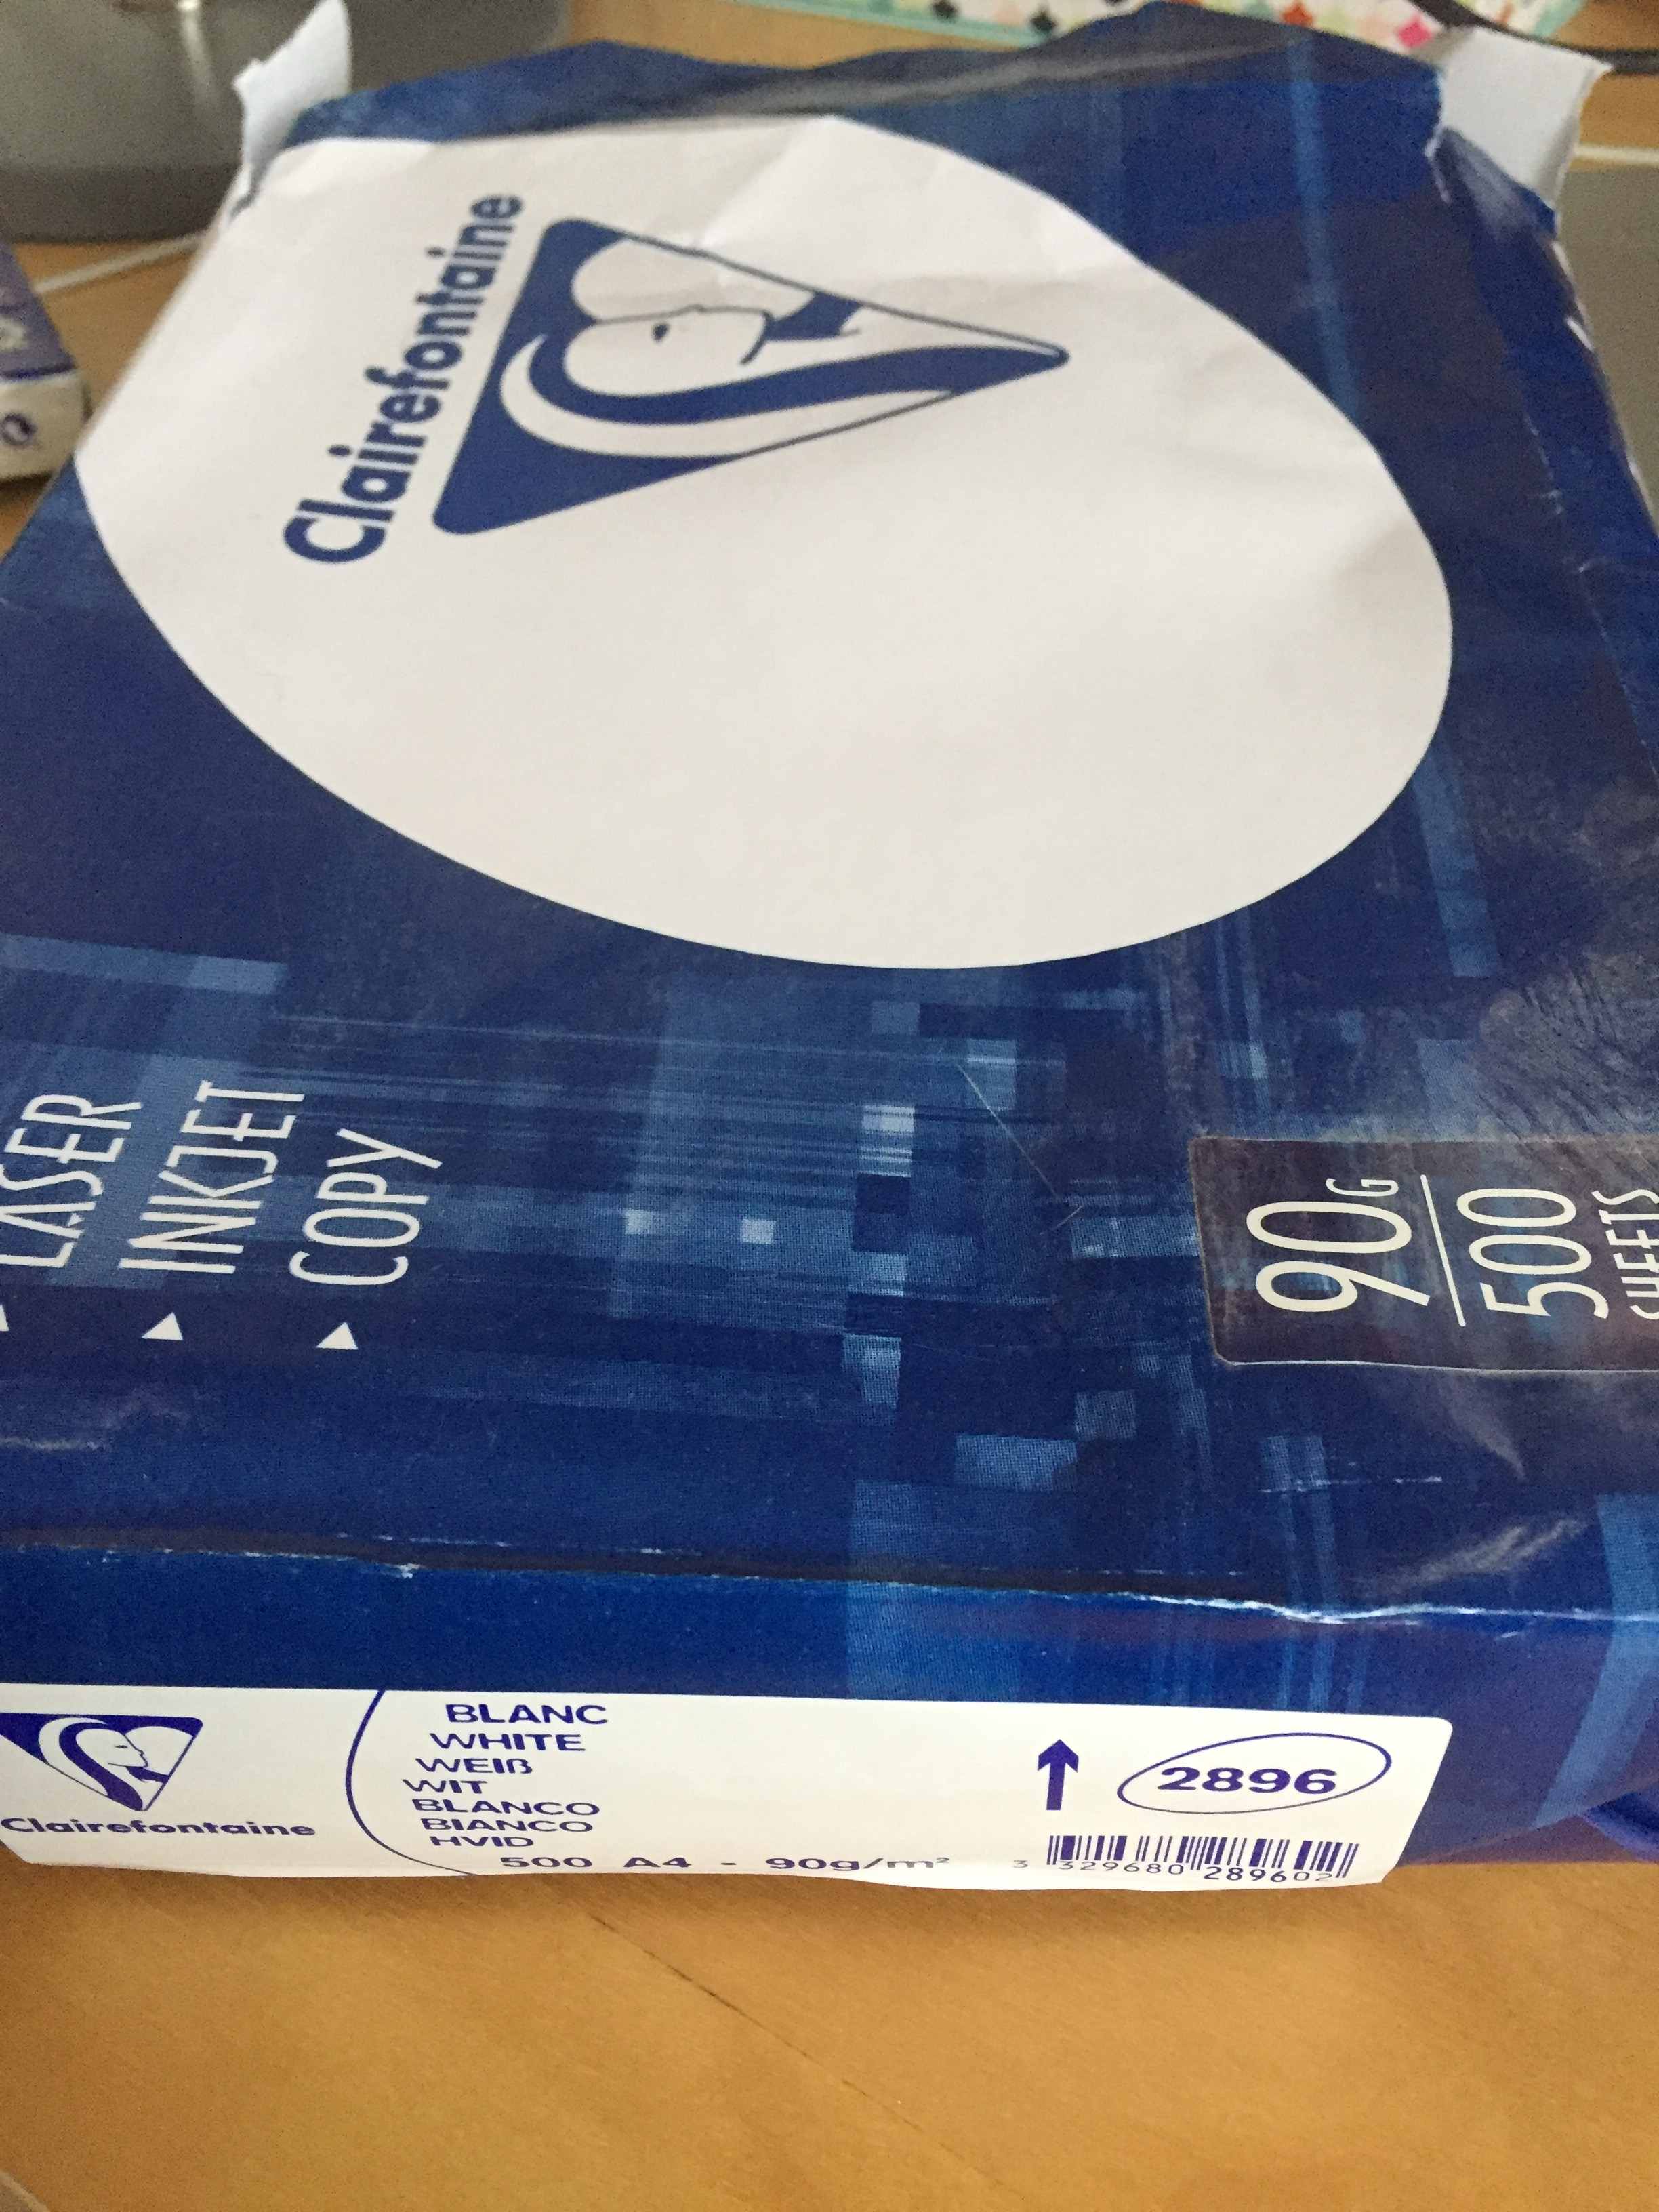 Clairefontaine
LASER
INKJET
COPY
90G
500
SHEETS
Clairefontaine
BLANC
WHITE
WEIß
WIT
BLANCO
BIANCO
HVID
500 A4 - 90g/m²
2896
3 329680 289602